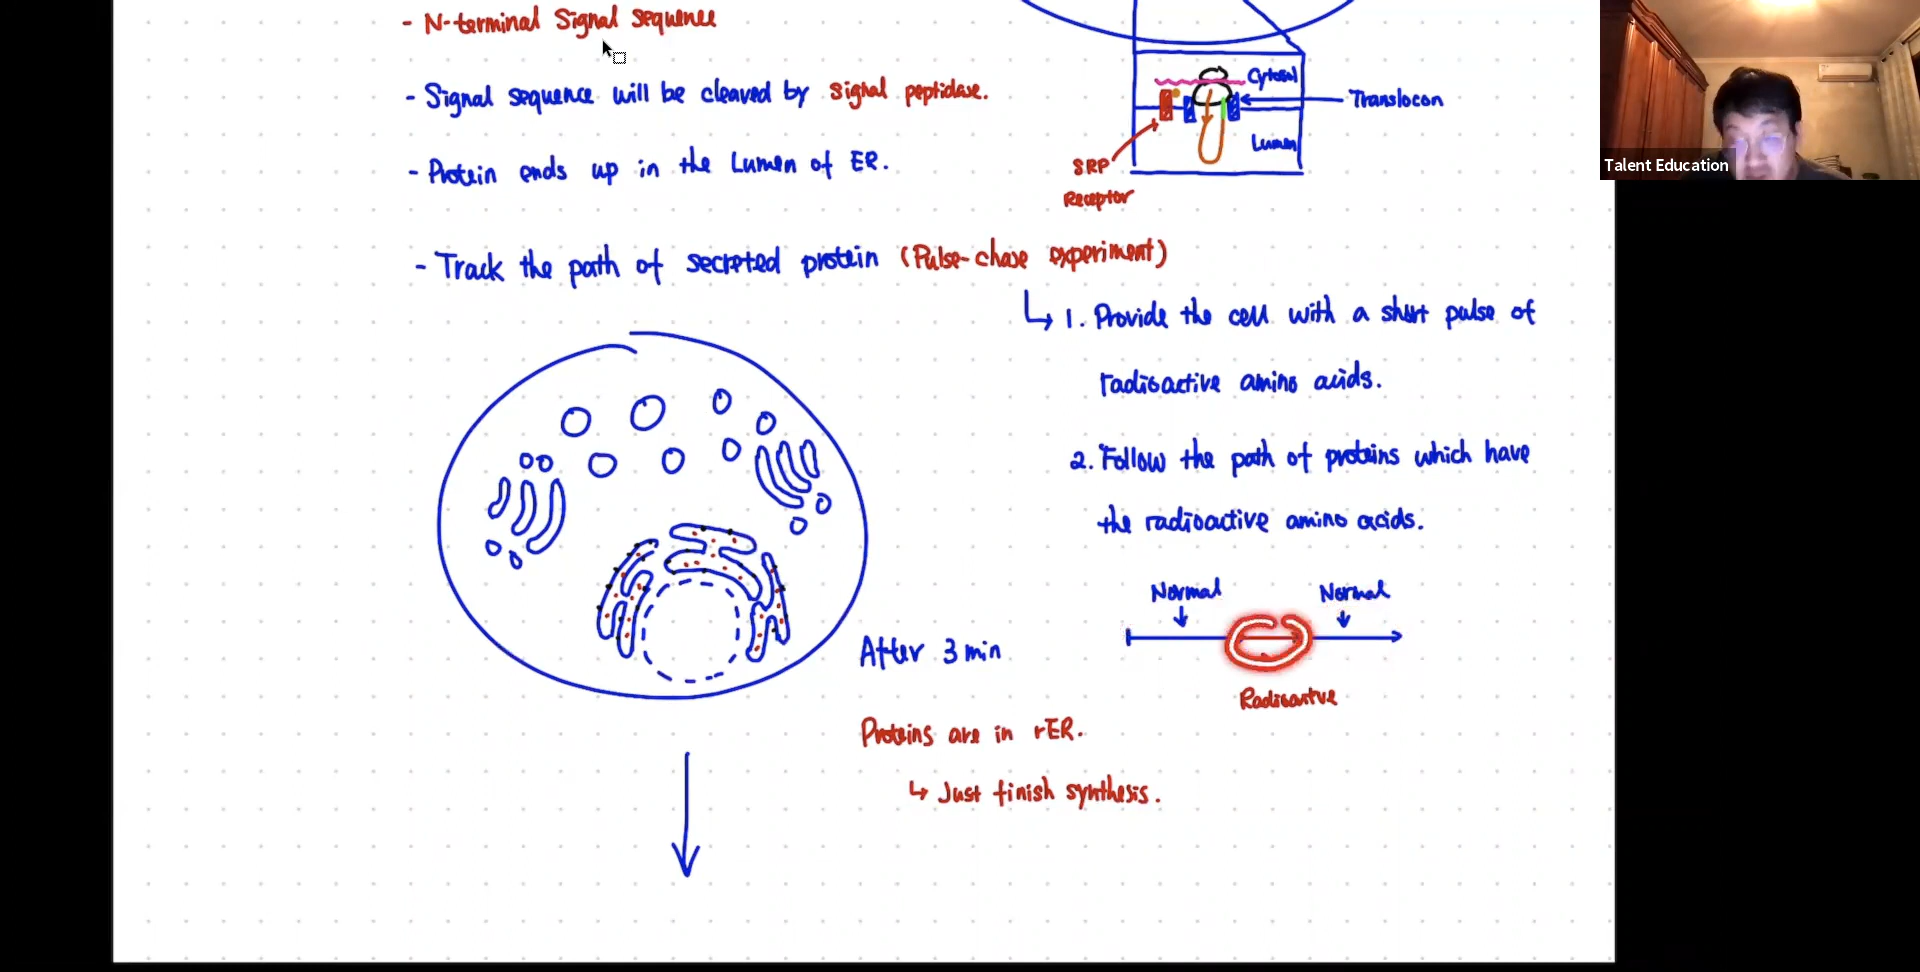 - N-terminal Signal sequence
- Signal sequence will be cleaved by signal peptidase.
- Protein ends up in the Lumen of ER.
Cytosol
Translocon
Lumen
SRP
Receptor
- Track the path of secreted protein (Pulse-chase experiment)
↳ 1. Provide the cell with a short pulse of
radioactive amino acids.
2. Follow the path of proteins which have
the radioactive amino acids.
Normal
Normal
Radioactve
After 3 min
Proteins are in rER.
↳ Just finish synthesis.
Talent Education